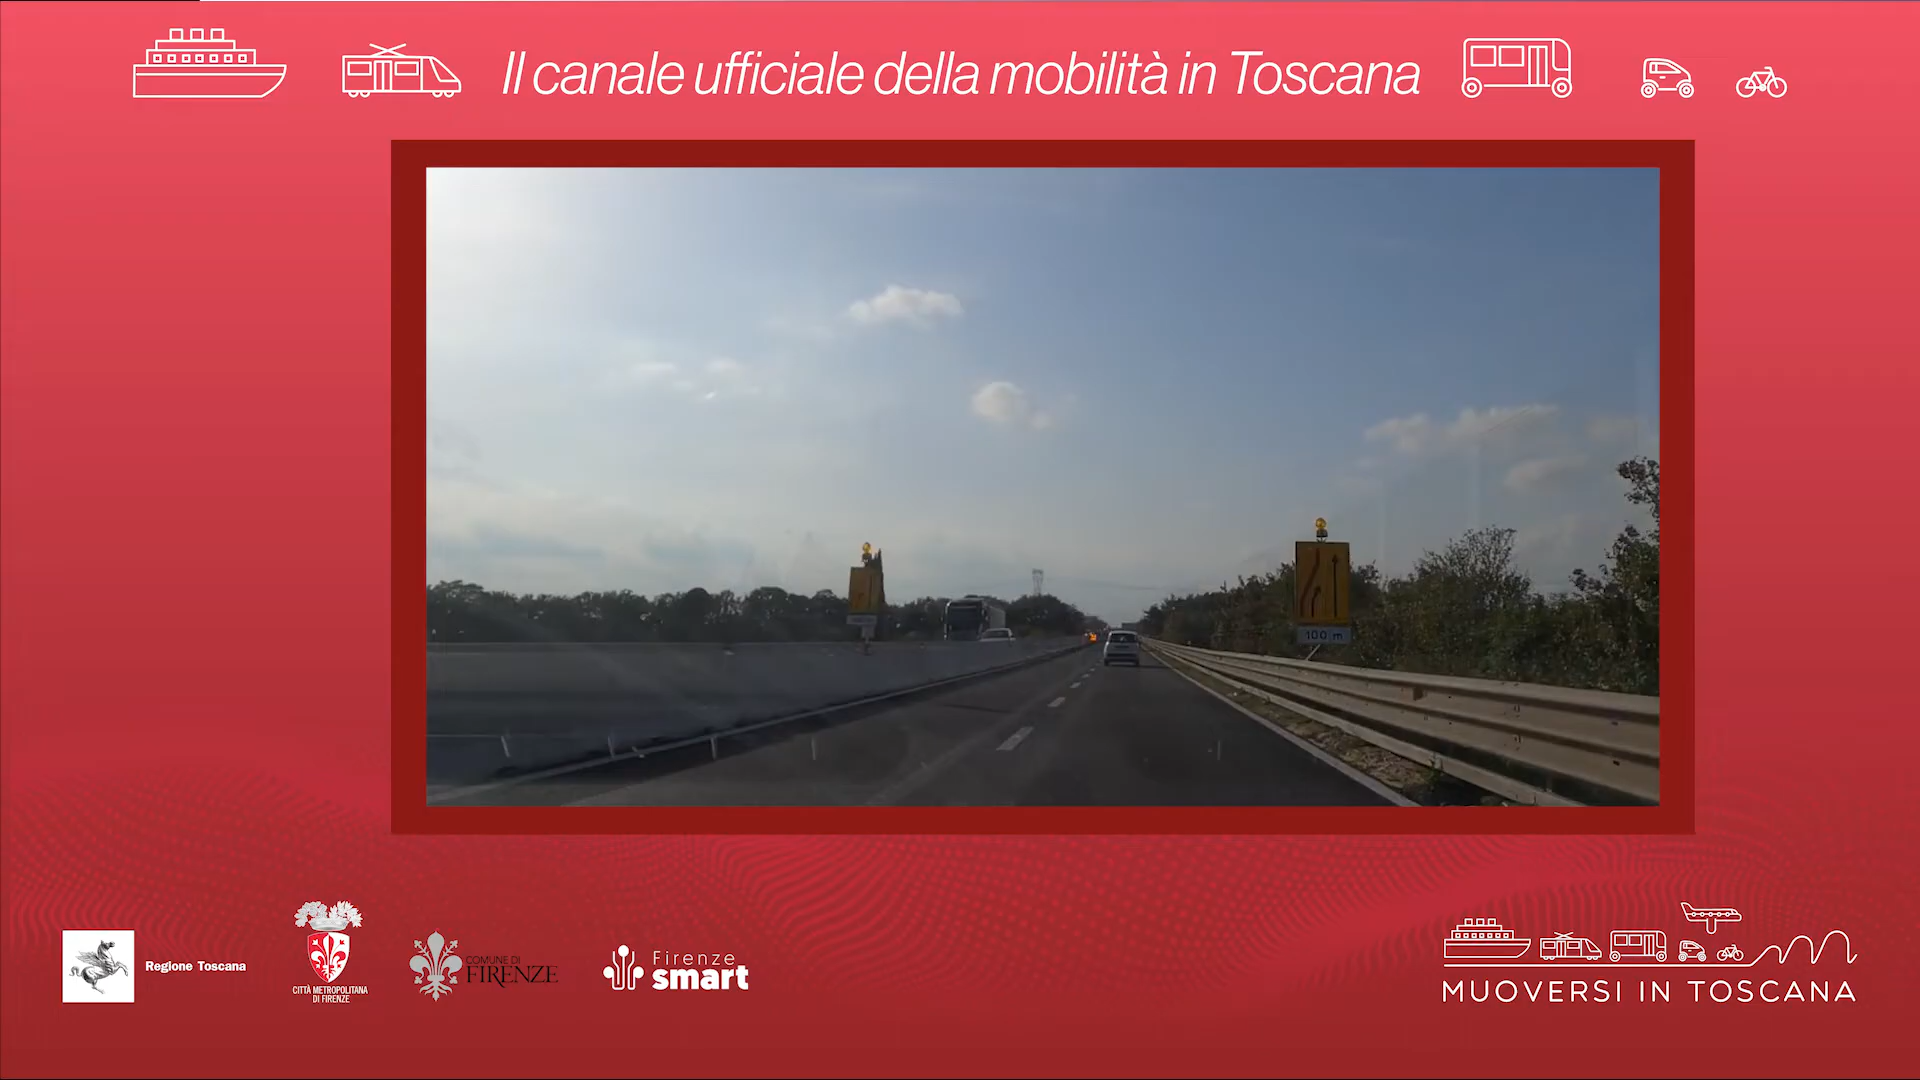 Il canale ufficiale della mobilità in Toscana
100 m
Regione Toscana
CITTÀ METROPOLITANA
DI FIRENZE
COMUNE DI
FIRENZE
Firenze
smart
MUOVERSI IN TOSCANA